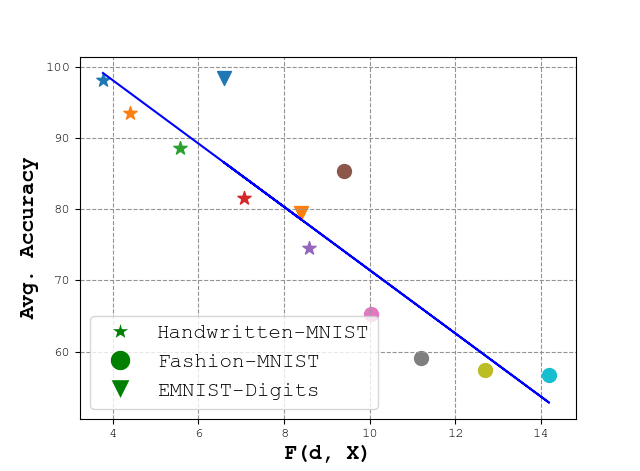 100
90
80
70
60
Avg. Accuracy
Handwritten-MNIST
Fashion-MNIST
EMNIST-Digits
4
6
8
10
12
14
F(d, X)